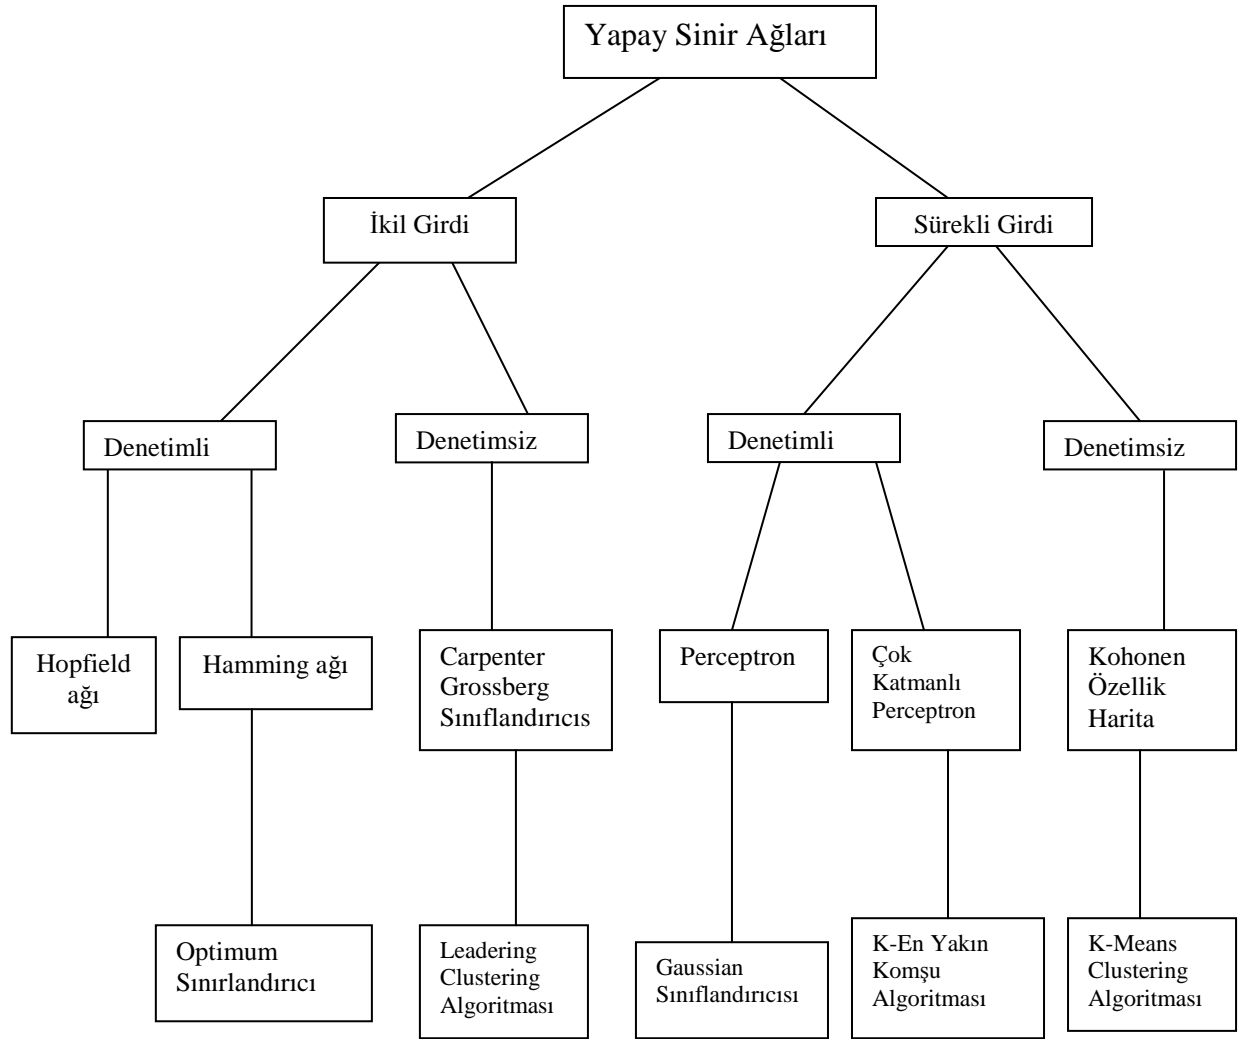 Yapay Sinir Ağları
İkil Girdi
Sürekli Girdi
Denetimli
Denetimsiz
Denetimli
Denetimsiz
Hopfield
ağı
Hamming ağı
Carpenter
Grossberg
Sınıflandırıcıs
Perceptron
Çok
Katmanlı
Perceptron
Kohonen
Özellik
Harita
Optimum
Sınırlandırıcı
Leadering
Clustering
Algoritması
Gaussian
Sınıflandırıcısı
K-En Yakın
Komşu
Algoritması
K-Means
Clustering
Algoritması